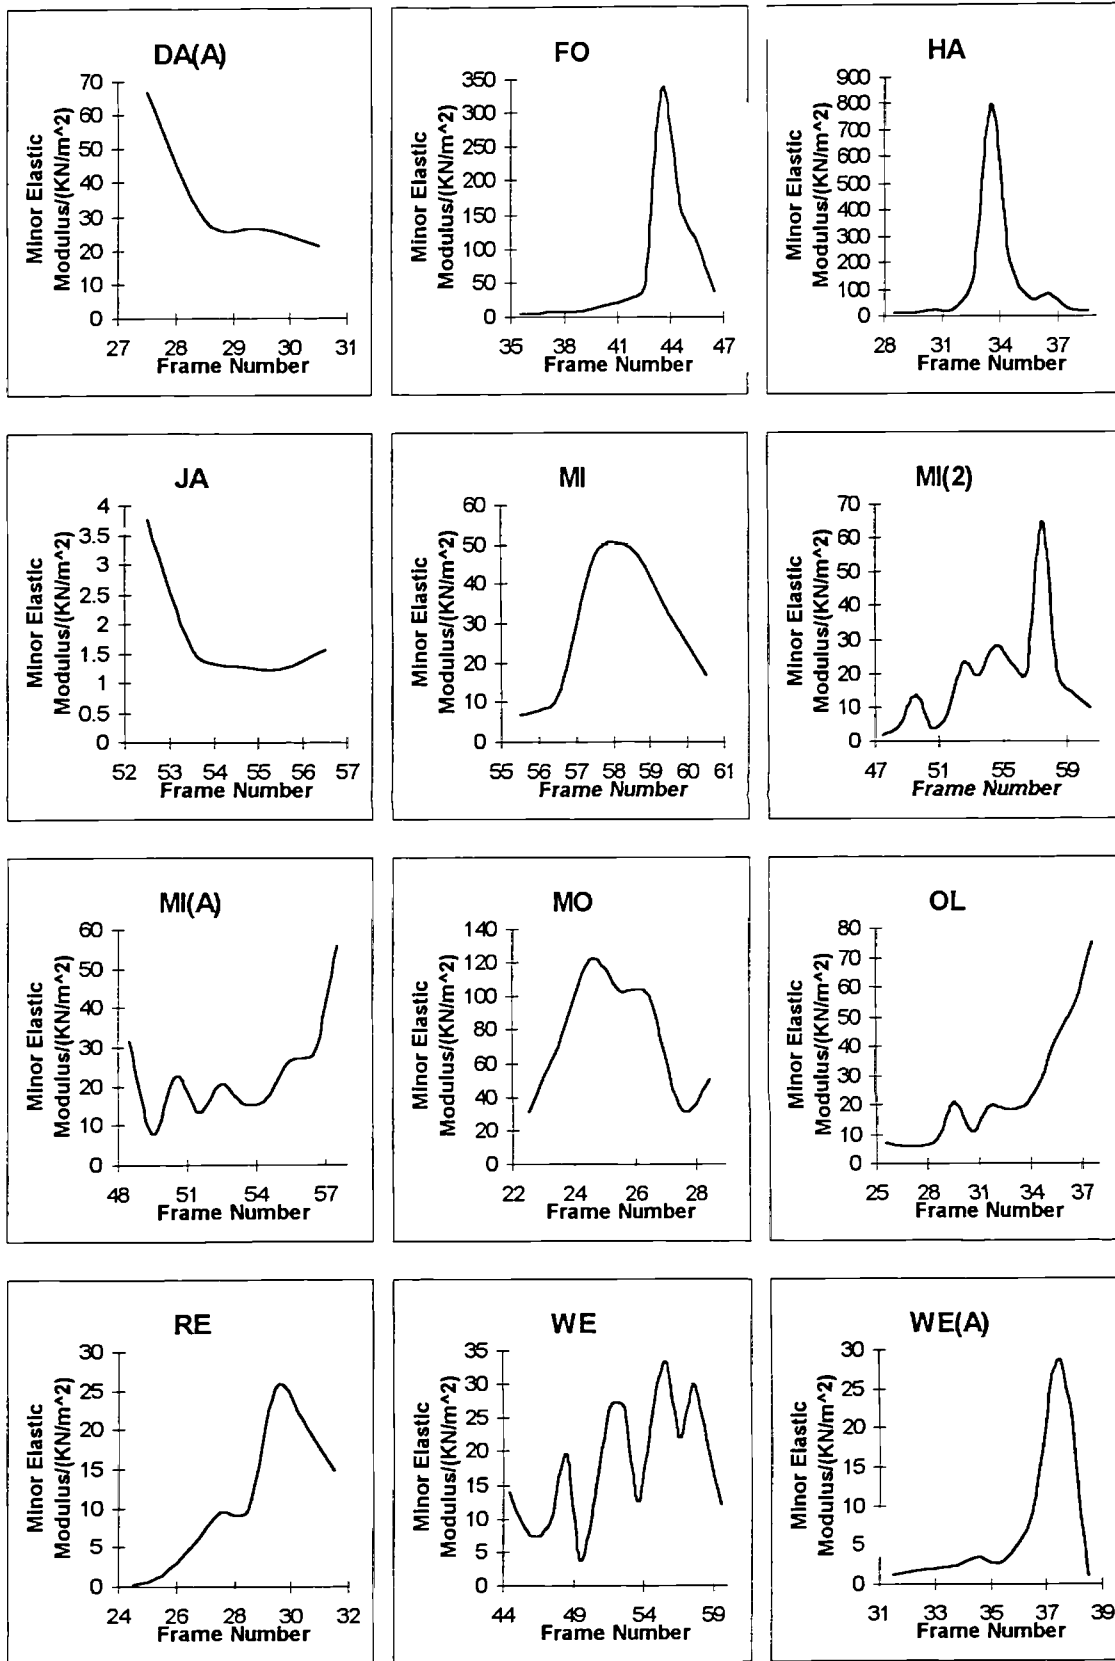 DA(A)
Minor Elastic
Modulus/(KN/m^2)
70
60
50
40
30
20
10
0
27 28 29 30 31
Frame Number
FO
Minor Elastic
Modulus/(KN/m^2)
350
300
250
200
150
100
50
0
35 38 41 44 47
Frame Number
HA
Minor Elastic
Modulus/(KN/m^2)
900
800
700
600
500
400
300
200
100
0
28 31 34 37
Frame Number
JA
Minor Elastic
Modulus/(KN/m^2)
4
3.5
3
2.5
2
1.5
1
0.5
0
52 53 54 55 56 57
Frame Number
MI
Minor Elastic
Modulus/(KN/m^2)
60
50
40
30
20
10
0
55 56 57 58 59 60 61
Frame Number
MI(2)
Minor Elastic
Modulus/(KN/m^2)
70
60
50
40
30
20
10
0
47 51 55 59
Frame Number
MI(A)
Minor Elastic
Modulus/(KN/m^2)
60
50
40
30
20
10
0
48 51 54 57
Frame Number
MO
Minor Elastic
Modulus/(KN/m^2)
140
120
100
80
60
40
20
0
22 24 26 28
Frame Number
OL
Minor Elastic
Modulus/(KN/m^2)
80
70
60
50
40
30
20
10
0
25 28 31 34 37
Frame Number
RE
Minor Elastic
Modulus/(KN/m^2)
30
25
20
15
10
5
0
24 26 28 30 32
Frame Number
WE
Minor Elastic
Modulus/(KN/m^2)
35
30
25
20
15
10
5
0
44 49 54 59
Frame Number
WE(A)
Minor Elastic
Modulus/(KN/m^2)
30
25
20
15
10
5
0
31 33 35 37 39
Frame Number